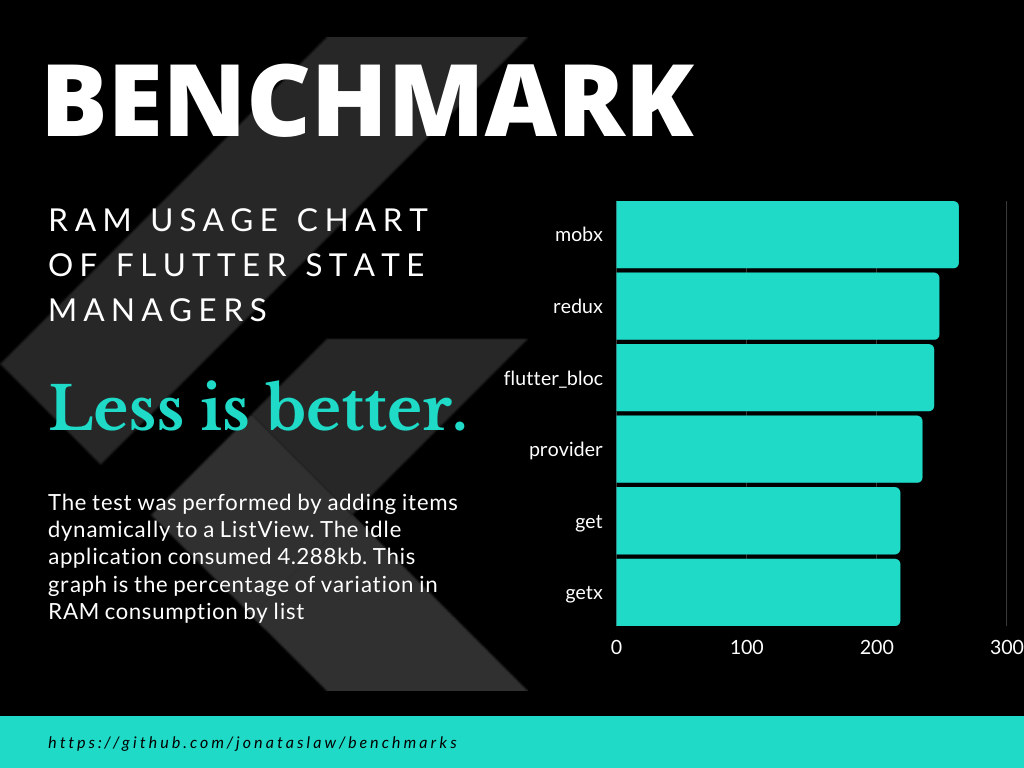 BENCHMARK
RAM USAGE CHART
OF FLUTTER STATE
MANAGERS
Less is better.
The test was performed by adding items
dynamically to a ListView. The idle
application consumed 4.288kb. This
graph is the percentage of variation in
RAM consumption by list
mobx
redux
flutter_bloc
provider
get
getx
0 100 200 300
https://github.com/jonataslaw/benchmarks